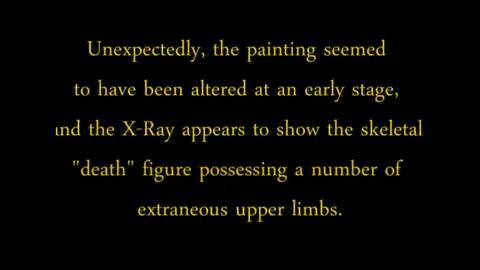 Unexpectedly, the painting seemed
to have been altered at an early stage,
and the X-Ray appears to show the skeletal
"death" figure possessing a number of
extraneous upper limbs.